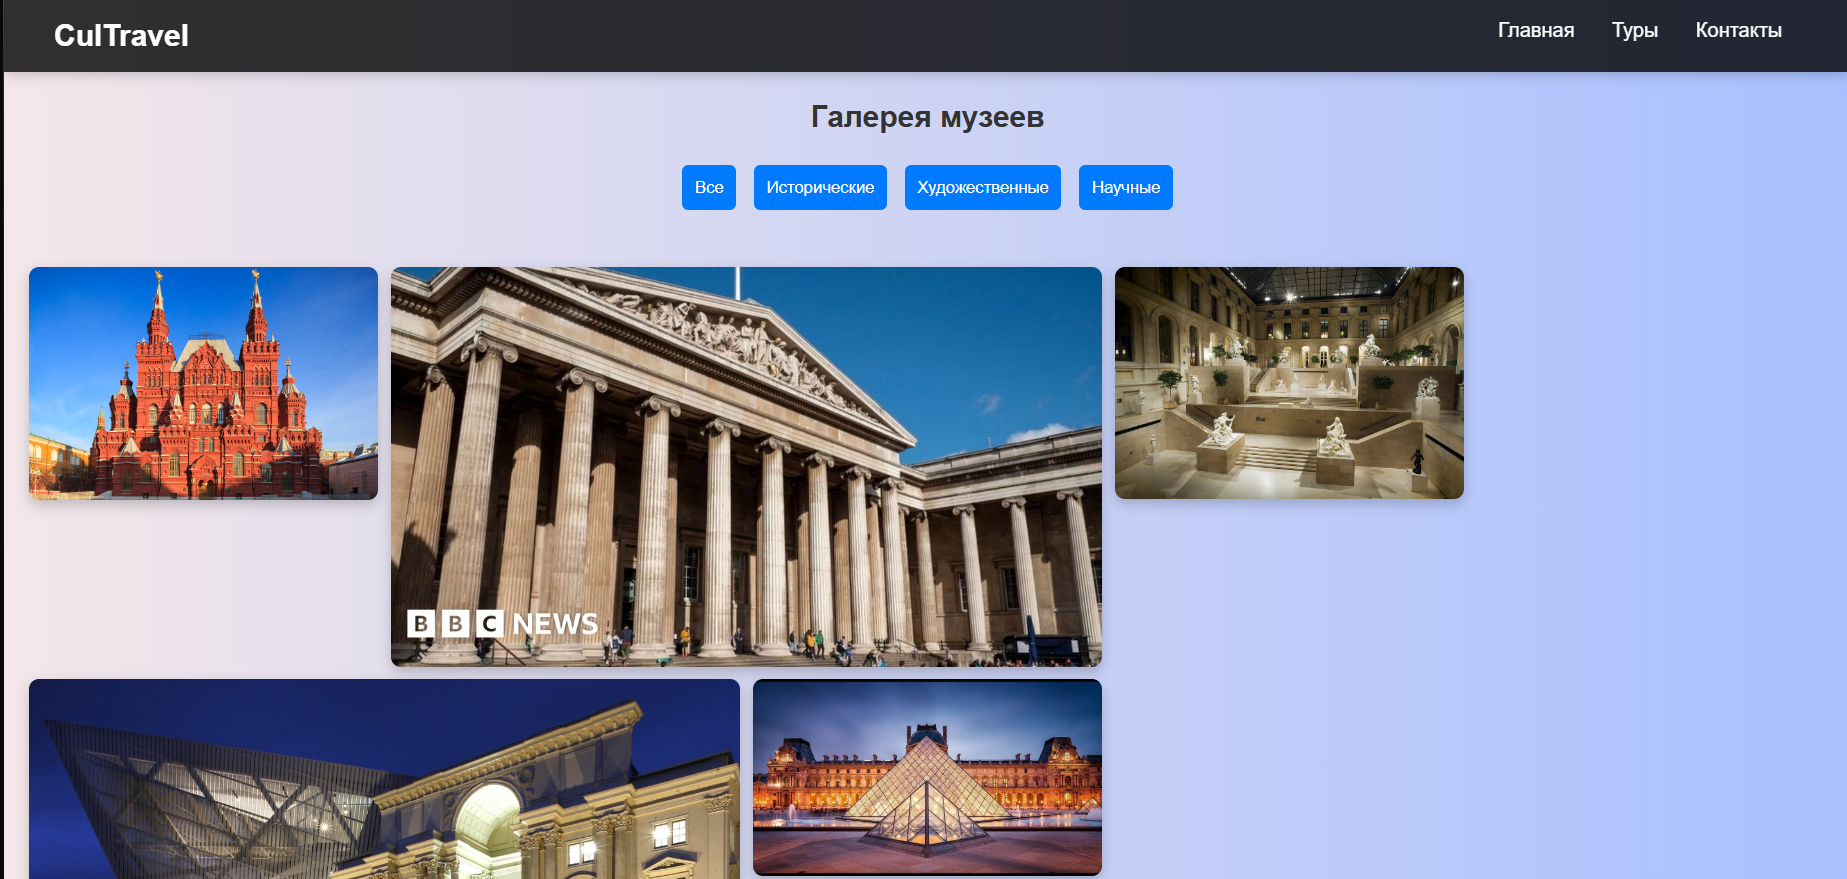 CulTravel
Главная Туры Контакты
Галерея музеев
Все Исторические Художественные Научные
BBC NEWS